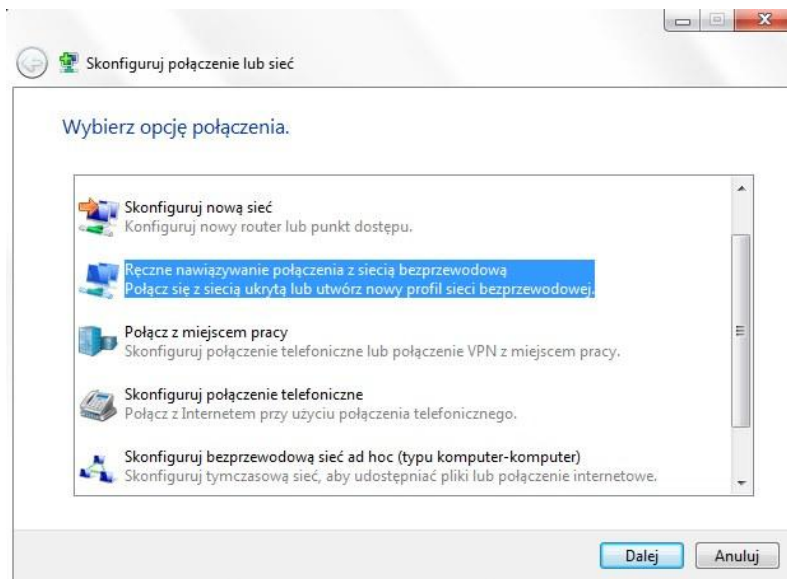 Skonfiguruj połączenie lub sieć
Wybierz opcję połączenia.
Skonfiguruj nową sieć
Konfiguruj nowy router lub punkt dostępu.
Ręczne nawiązywanie połączenia z siecią bezprzewodową
Połącz się z siecią ukrytą lub utwórz nowy profil sieci bezprzewodowej.
Połącz z miejscem pracy
Skonfiguruj połączenie telefoniczne lub połączenie VPN z miejscem pracy.
Skonfiguruj połączenie telefoniczne
Połącz z Internetem przy użyciu połączenia telefonicznego.
Skonfiguruj bezprzewodową sieć ad hoc (typu komputer-komputer)
Skonfiguruj tymczasową sieć, aby udostępniać pliki lub połączenie internetowe.
Dalej Anuluj